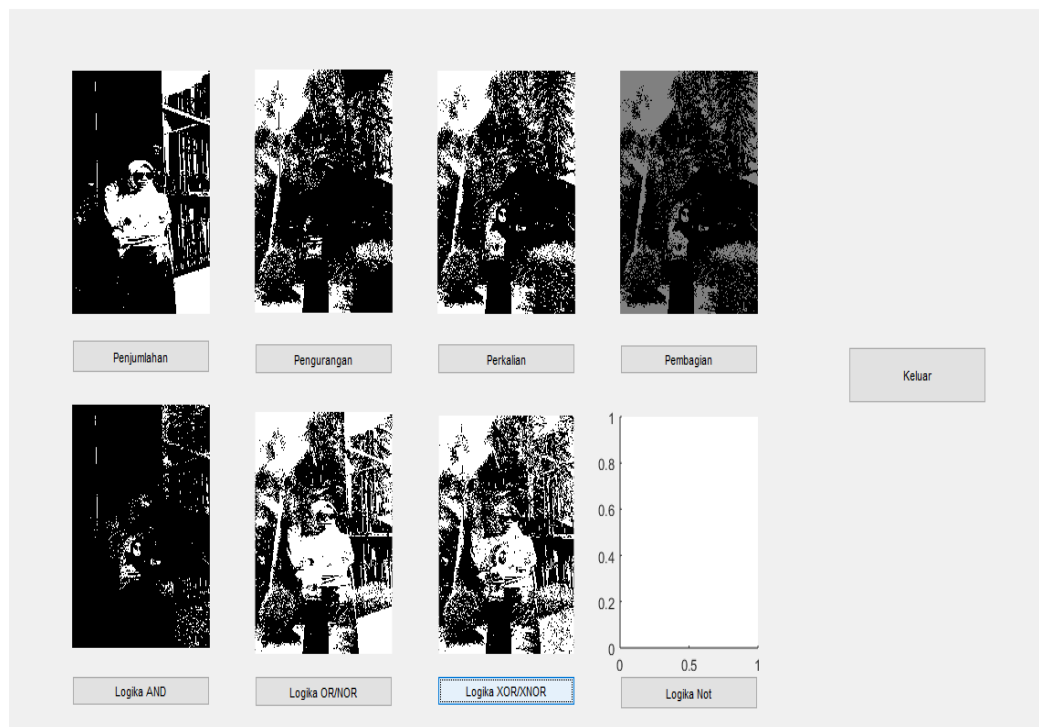 Penjumlahan
Pengurangan
Perkalian
Pembagian
Keluar
1
0.8
0.6
0.4
0.2
0
0 0.5 1
Logika AND
Logika OR/NOR
Logika XOR/XNOR
Logika Not